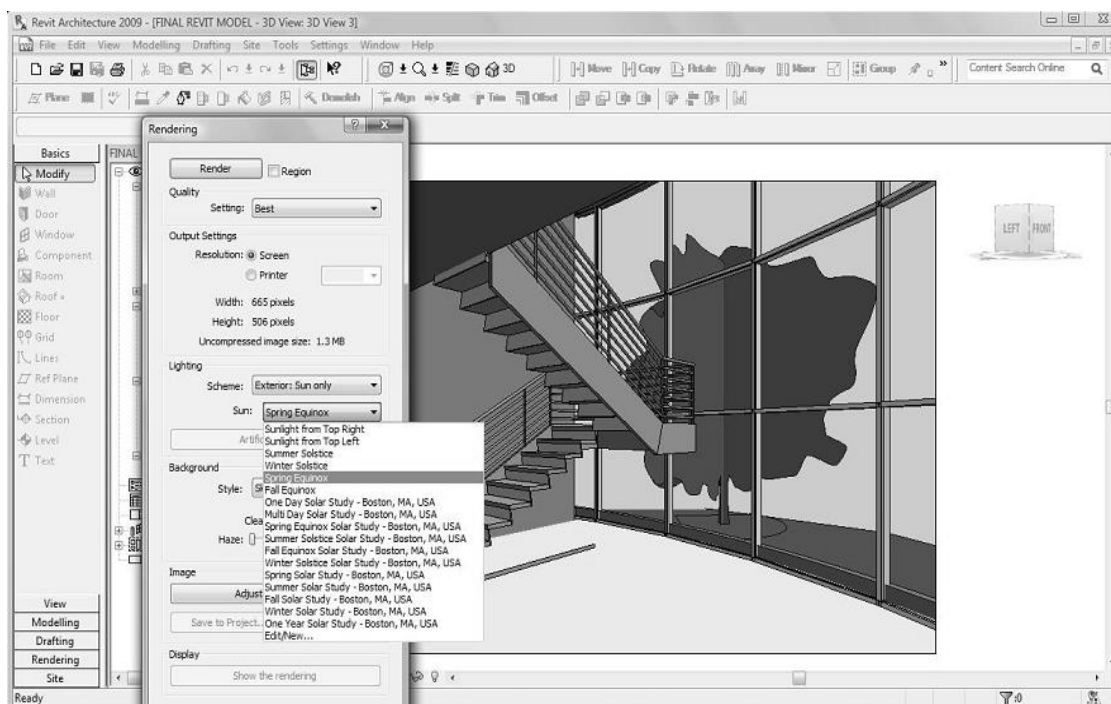 Revit Architecture 2009 - [FINAL REVIT MODEL - 3D View: 3D View 3]
File Edit View Modelling Drafting Site Tools Settings Window Help
3D Move Copy Rotate Array Mirror Group » Content Search Online
Plane Demolish Align Split Trim Offset
Rendering
Basics
FINAL
Modify
Wall
Door
Window
Component
Room
Roof »
Floor
Grid
Lines
Ref Plane
Dimension
Section
Level
Text
View
Modelling
Drafting
Rendering
Site
Ready
Render
Region
Quality
Setting: Best
Output Settings
Resolution: Screen
Printer
Width: 665 pixels
Height: 506 pixels
Uncompressed image size: 1.3 MB
Lighting
Scheme: Exterior: Sun only
Sun: Spring Equinox
Sunlight from Top Right
Sunlight from Top Left
Summer Solstice
Winter Solstice
Spring Equinox
Fall Equinox
One Day Solar Study - Boston, MA, USA
Multi Day Solar Study - Boston, MA, USA
Spring Equinox Solar Study - Boston, MA, USA
Summer Solstice Solar Study - Boston, MA, USA
Fall Equinox Solar Study - Boston, MA, USA
Winter Solstice Solar Study - Boston, MA, USA
Spring Solar Study - Boston, MA, USA
Summer Solar Study - Boston, MA, USA
Fall Solar Study - Boston, MA, USA
Winter Solar Study - Boston, MA, USA
One Year Solar Study - Boston, MA, USA
Edit/New...
Artific
Background
Style: S
Clea
Haze:
Image
Adjust
Save to Project..
Display
Show the rendering
LEFT FRONT
:0